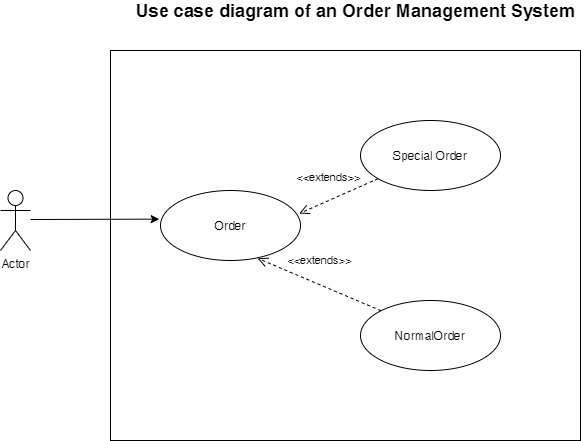 Use case diagram of an Order Management System
Special Order
<<extends>>
Order
Actor
<<extends>>
NormalOrder